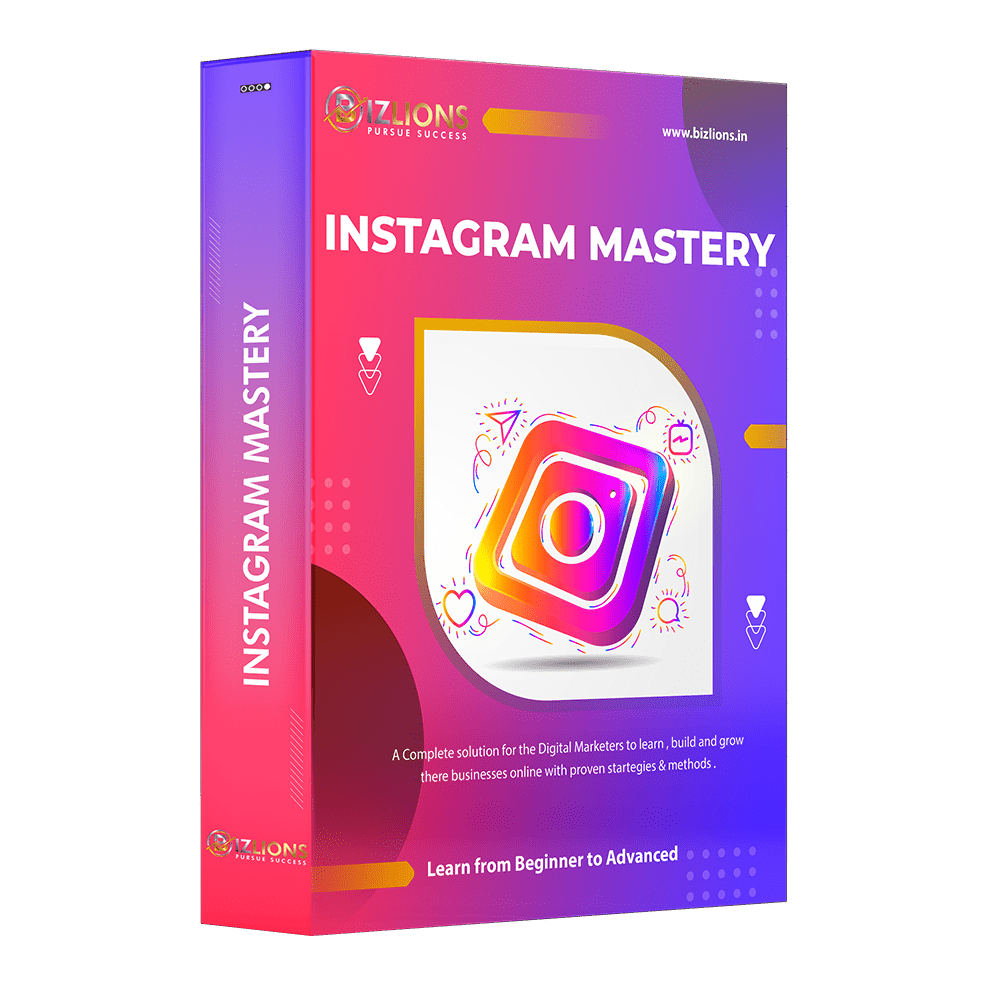 BIZLIONS
PURSUE SUCCESS
www.bizlions.in
INSTAGRAM MASTERY
A Complete solution for the Digital Marketers to learn , build and grow
there businesses online with proven startegies & methods .
Learn from Beginner to Advanced
INSTAGRAM MASTERY
BIZLIONS
PURSUE SUCCESS